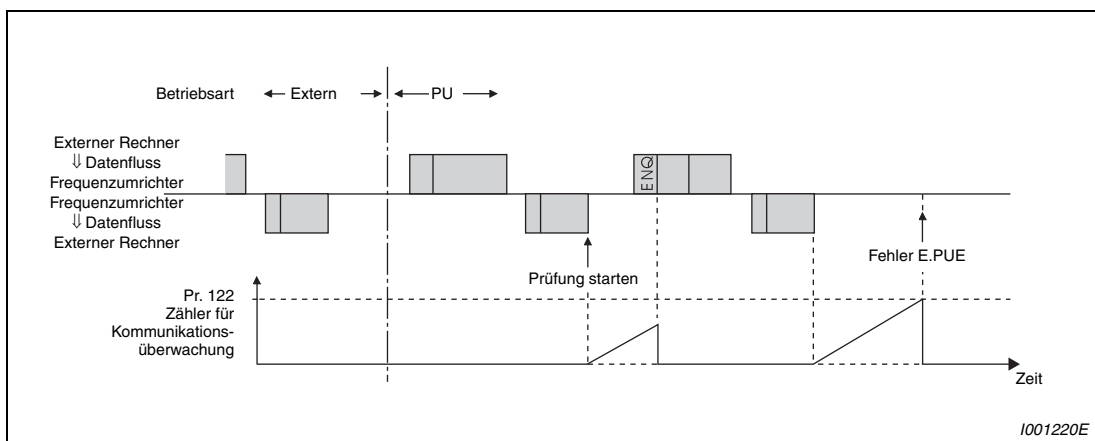 Betriebsart
Extern
PU
Externer Rechner
⇓ Datenfluss
Frequenzumrichter
Frequenzumrichter
⇓ Datenfluss
Externer Rechner
ENQ
Prüfung starten
Fehler E.PUE
Pr. 122
Zähler für
Kommunikations-
überwachung
Zeit
I001220E